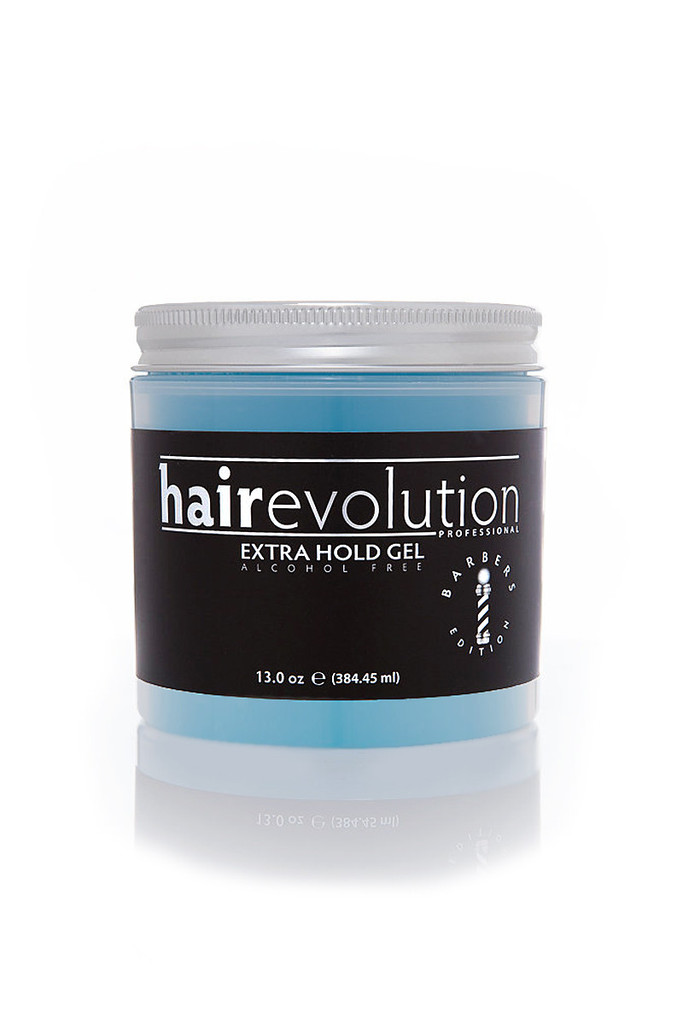 hairevolution
PROFESSIONAL
EXTRA HOLD GEL
ALCOHOL FREE
BARBERS
EDITION
13.0 oz ℮ (384.45 ml)